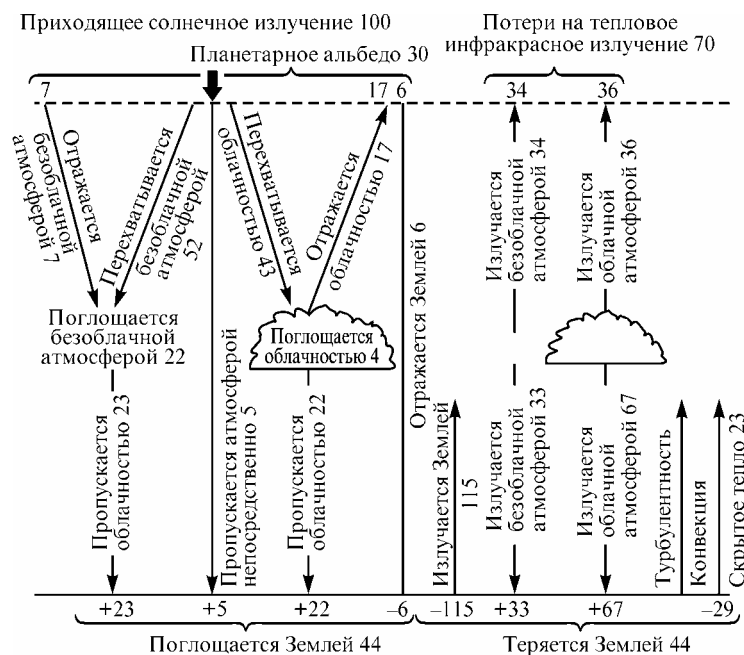 Приходящее солнечное излучение 100
Планетарное альбедо 30
Потери на тепловое
инфракрасное излучение 70
7
17 6
34
36
Отражается
безоблачной
атмосферой 7
Перехватывается
безоблачной
атмосферой
52
Перехватывается
облачностью 43
Отражается
облачностью 17
Отражается Землей 6
Излучается
безоблачной
атмосферой 34
Излучается
облачной
атмосферой 36
Поглощается
безоблачной
атмосферой 22
Поглощается
облачностью 4
Пропускается
облачностью 23
Пропускается атмосферой
непосредственно 5
Пропускается
облачностью 22
Излучается Землей
115
Излучается
безоблачной
атмосферой 33
Излучается
облачной
атмосферой 67
Турбулентность
Конвекция
Скрытое тепло 23
+23
+5
+22
–6
–115
+33
+67
–29
Поглощается Землей 44
Теряется Землей 44